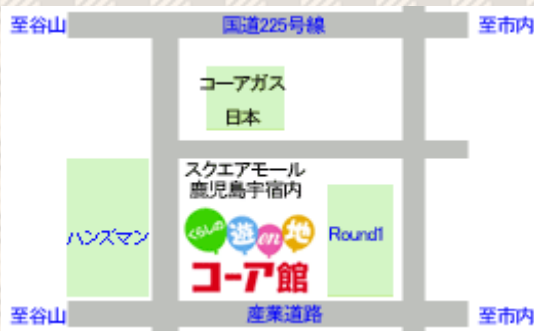 至谷山 国道225号線 至市内
コーアガス
日本
スクエアモール
鹿児島宇宿内
くらしの遊en地
コーア館
ハンズマン
Round1
至谷山 産業道路 至市内